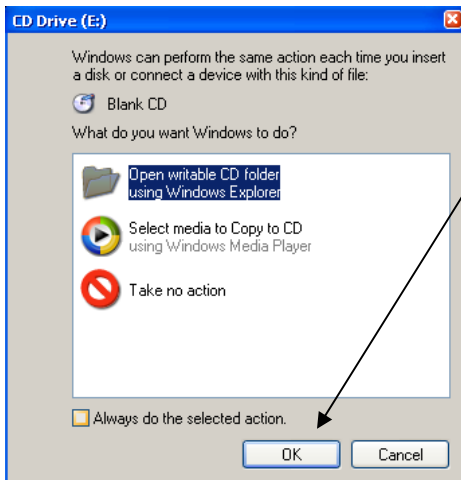 CD Drive (E:)
Windows can perform the same action each time you insert
a disk or connect a device with this kind of file:
Blank CD
What do you want Windows to do?
Open writable CD folder
using Windows Explorer
Select media to Copy to CD
using Windows Media Player
Take no action
Always do the selected action.
OK
Cancel